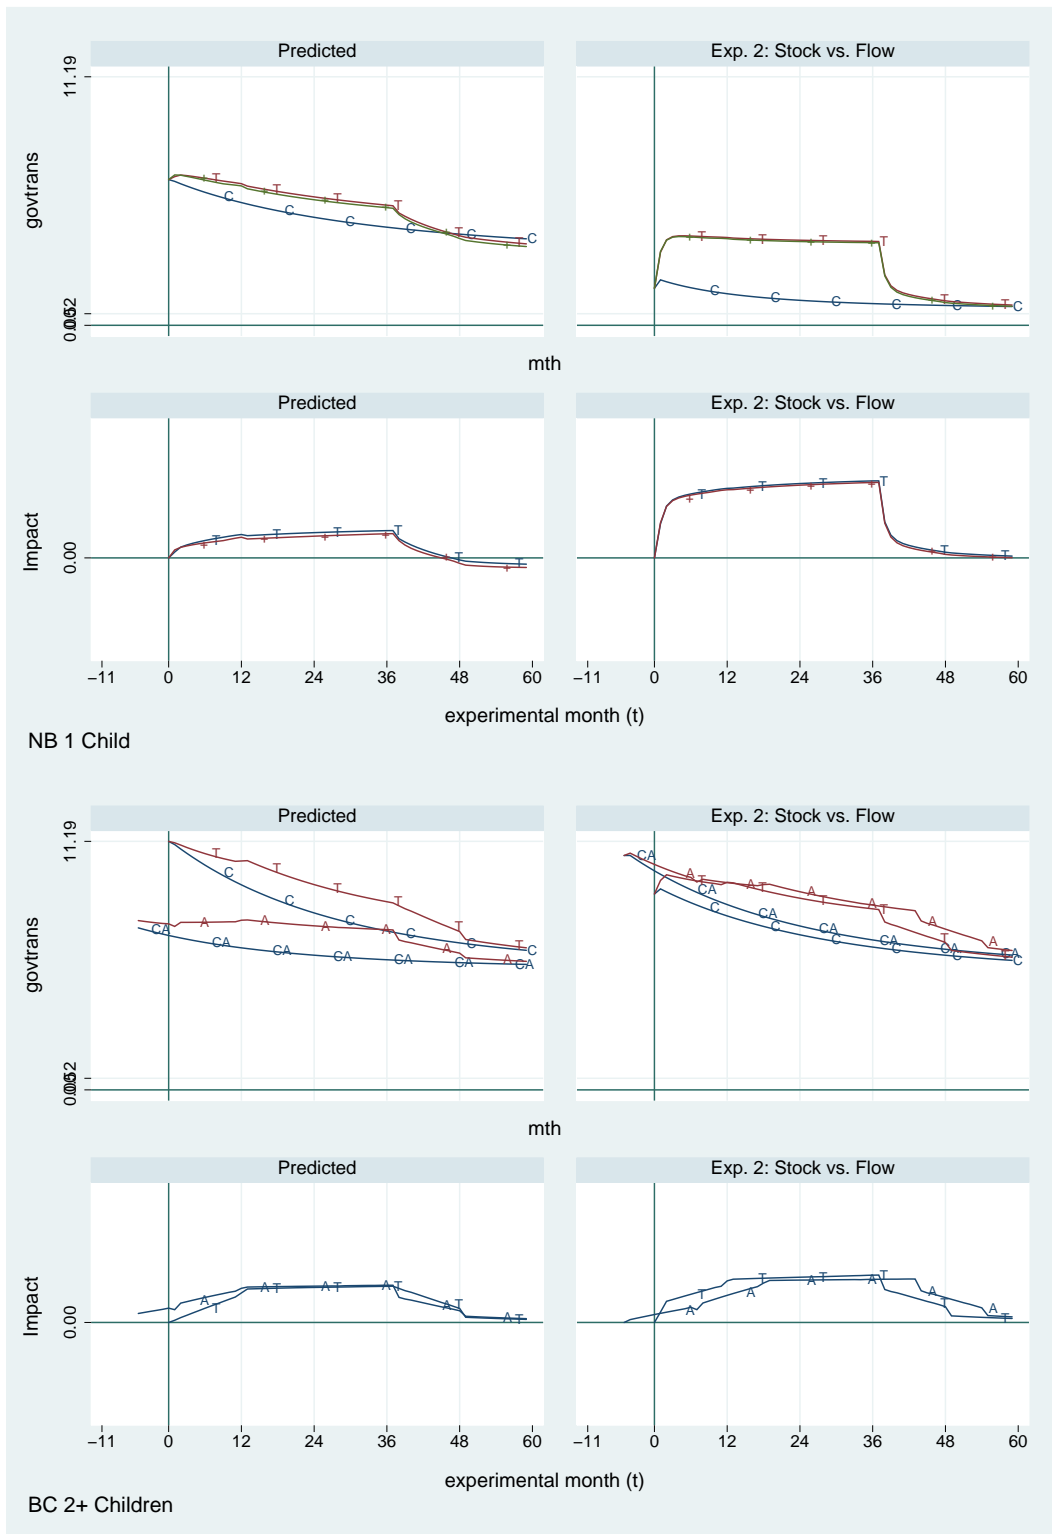 Predicted
Exp. 2: Stock vs. Flow
govtrans
11.19
mth
Predicted
Exp. 2: Stock vs. Flow
Impact
0.00
−11 0 12 24 36 48 60 −11 0 12 24 36 48 60
experimental month (t)
NB 1 Child
Predicted
Exp. 2: Stock vs. Flow
govtrans
11.19
mth
Predicted
Exp. 2: Stock vs. Flow
Impact
0.00
−11 0 12 24 36 48 60 −11 0 12 24 36 48 60
experimental month (t)
BC 2+ Children